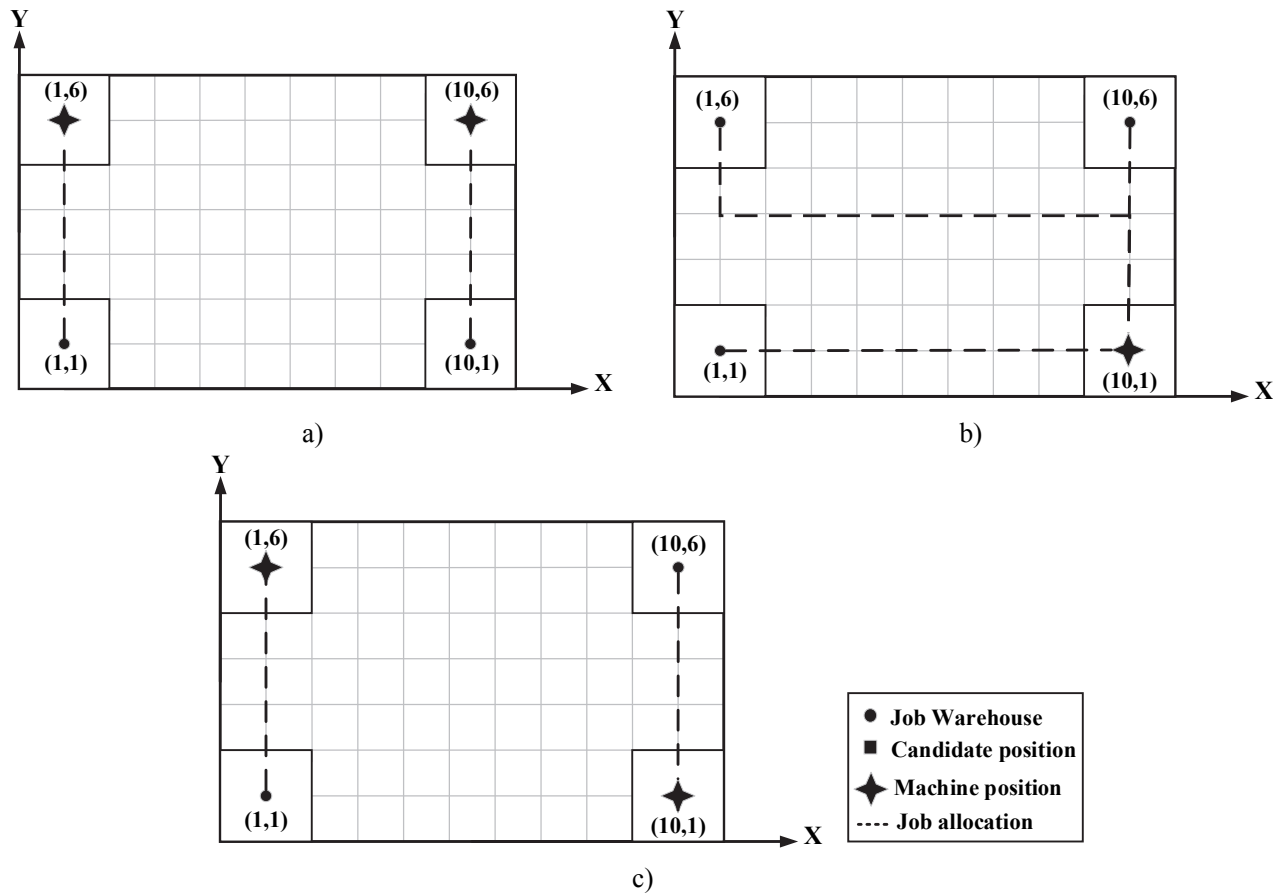 Y
(1,6)
(10,6)
(1,1)
(10,1)
X
a)
Y
(1,6)
(10,6)
(1,1)
(10,1)
X
b)
Y
(1,6)
(10,6)
(1,1)
(10,1)
X
c)
Job Warehouse
Candidate position
Machine position
Job allocation